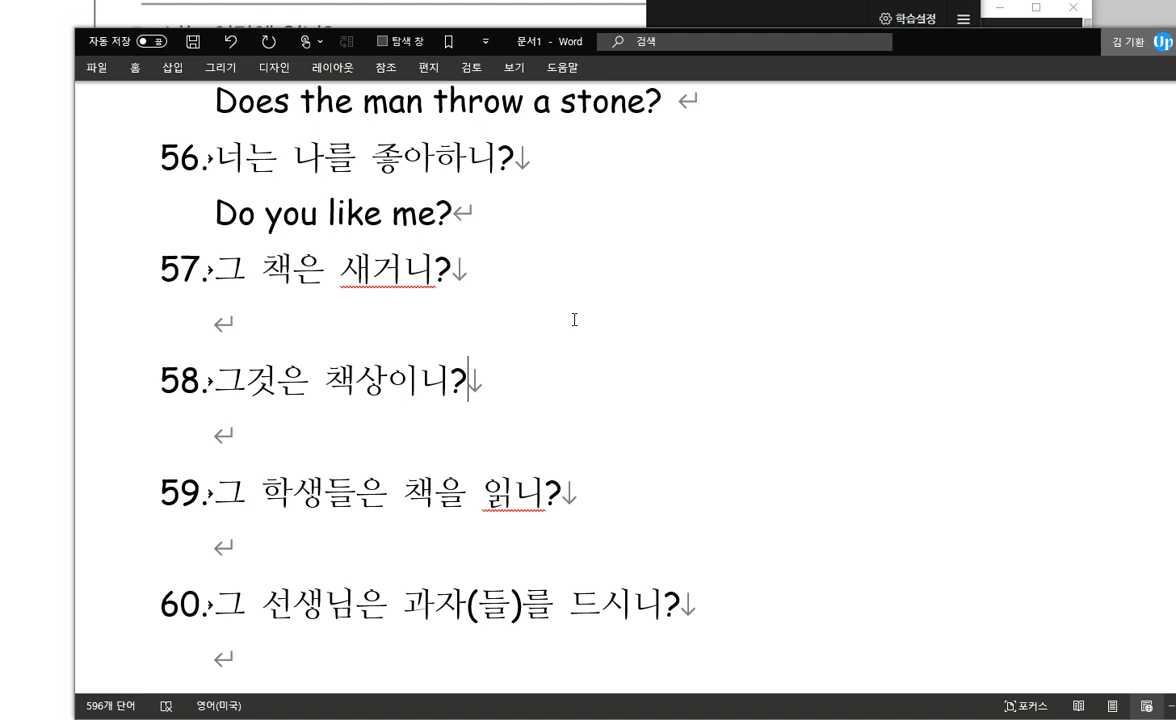 학습설정
자동 저장 탐색 창 문서1 - Word 검색 김 기환 Up
파일 홈 삽입 그리기 디자인 레이아웃 참조 편지 검토 보기 도움말
Does the man throw a stone?
56. 너는 나를 좋아하니?
Do you like me?
57. 그 책은 새거니?
58. 그것은 책상이니?
59. 그 학생들은 책을 읽니?
60. 그 선생님은 과자(들)를 드시니?
596개 단어 영어(미국) 포커스